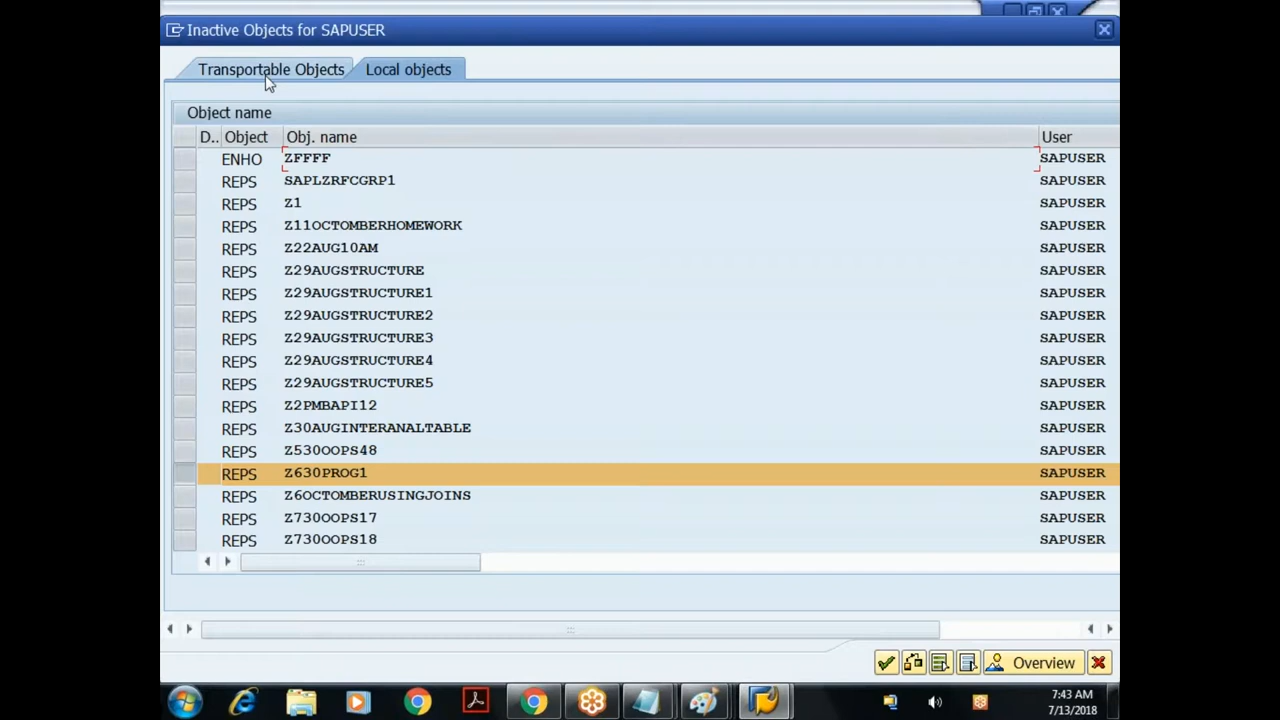 Inactive Objects for SAPUSER
Transportable Objects Local objects
Object name
D.. Object Obj. name User
ENHO ZFFFF SAPUSER
REPS SAPLZRFCGRP1 SAPUSER
REPS Z1 SAPUSER
REPS Z11OCTOMBERHOMEWORK SAPUSER
REPS Z22AUG10AM SAPUSER
REPS Z29AUGSTRUCTURE SAPUSER
REPS Z29AUGSTRUCTURE1 SAPUSER
REPS Z29AUGSTRUCTURE2 SAPUSER
REPS Z29AUGSTRUCTURE3 SAPUSER
REPS Z29AUGSTRUCTURE4 SAPUSER
REPS Z29AUGSTRUCTURE5 SAPUSER
REPS Z2PMBAPI12 SAPUSER
REPS Z30AUGINTERANALTABLE SAPUSER
REPS Z530OOPS48 SAPUSER
REPS Z630PROG1 SAPUSER
REPS Z6OCTOMBERUSINGJOINS SAPUSER
REPS Z730OOPS17 SAPUSER
REPS Z730OOPS18 SAPUSER
Overview
7:43 AM
7/13/2018